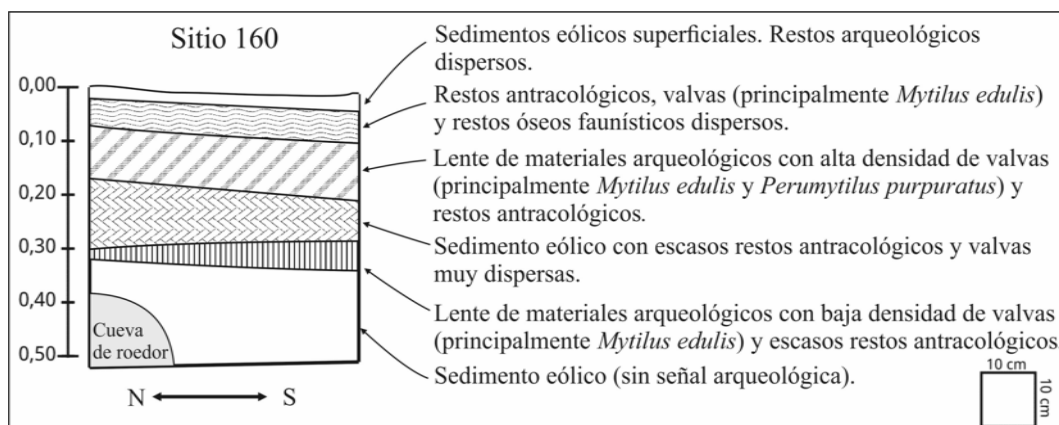 Sitio 160
Sedimentos eólicos superficiales. Restos arqueológicos
dispersos.
Restos antracológicos, valvas (principalmente Mytilus edulis)
y restos óseos faunísticos dispersos.
Lente de materiales arqueológicos con alta densidad de valvas
(principalmente Mytilus edulis y Perumytilus purpuratus) y
restos antracológicos.
Sedimento eólico con escasos restos antracológicos y valvas
muy dispersas.
Lente de materiales arqueológicos con baja densidad de valvas
(principalmente Mytilus edulis) y escasos restos antracológicos
Sedimento eólico (sin señal arqueológica).
0,00
0,10
0,20
0,30
0,40
0,50
Cueva
de roedor
N S
10 cm
10 cm